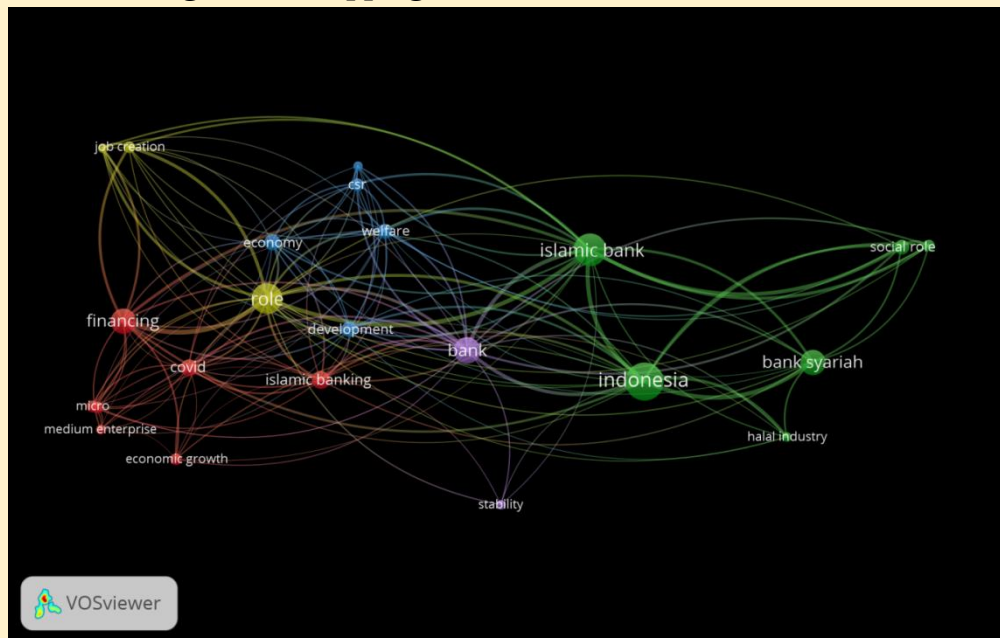 job creation
csr
welfare
economy
islamic bank
social role
role
financing
development
bank
bank syariah
covid
islamic banking
indonesia
micro
medium enterprise
halal industry
economic growth
stability
VOSviewer